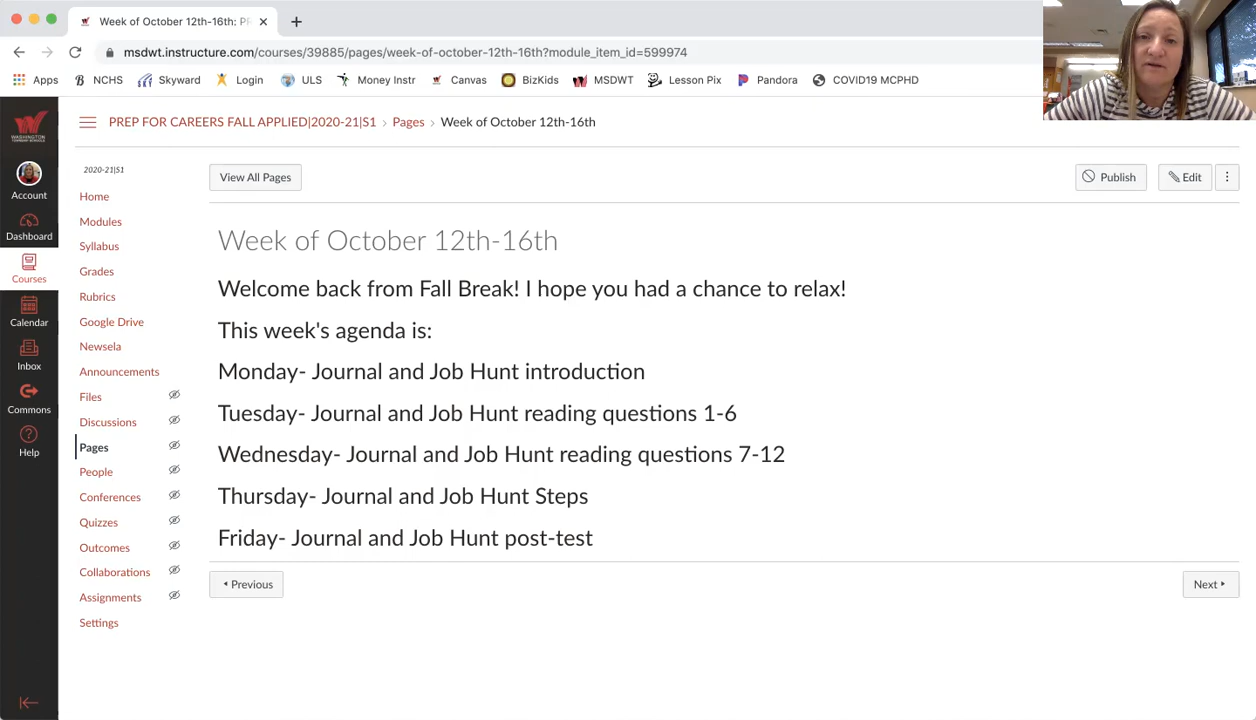 Week of October 12th-16th: P
msdwt.instructure.com/courses/39885/pages/week-of-october-12th-16th?module_item_id=599974
Apps NCHS Skyward Login ULS Money Instr Canvas BizKids MSDWT Lesson Pix Pandora COVID19 MCPHD
WASHINGTON
TOWNSHIP SCHOOLS
PREP FOR CAREERS FALL APPLIED|2020-21|S1 › Pages › Week of October 12th-16th
Account
Dashboard
Courses
Calendar
Inbox
Commons
Help
2020-21|S1
Home
Modules
Syllabus
Grades
Rubrics
Google Drive
Newsela
Announcements
Files
Discussions
Pages
People
Conferences
Quizzes
Outcomes
Collaborations
Assignments
Settings
View All Pages
Publish
Edit
Week of October 12th-16th
Welcome back from Fall Break! I hope you had a chance to relax!
This week's agenda is:
Monday- Journal and Job Hunt introduction
Tuesday- Journal and Job Hunt reading questions 1-6
Wednesday- Journal and Job Hunt reading questions 7-12
Thursday- Journal and Job Hunt Steps
Friday- Journal and Job Hunt post-test
Previous
Next